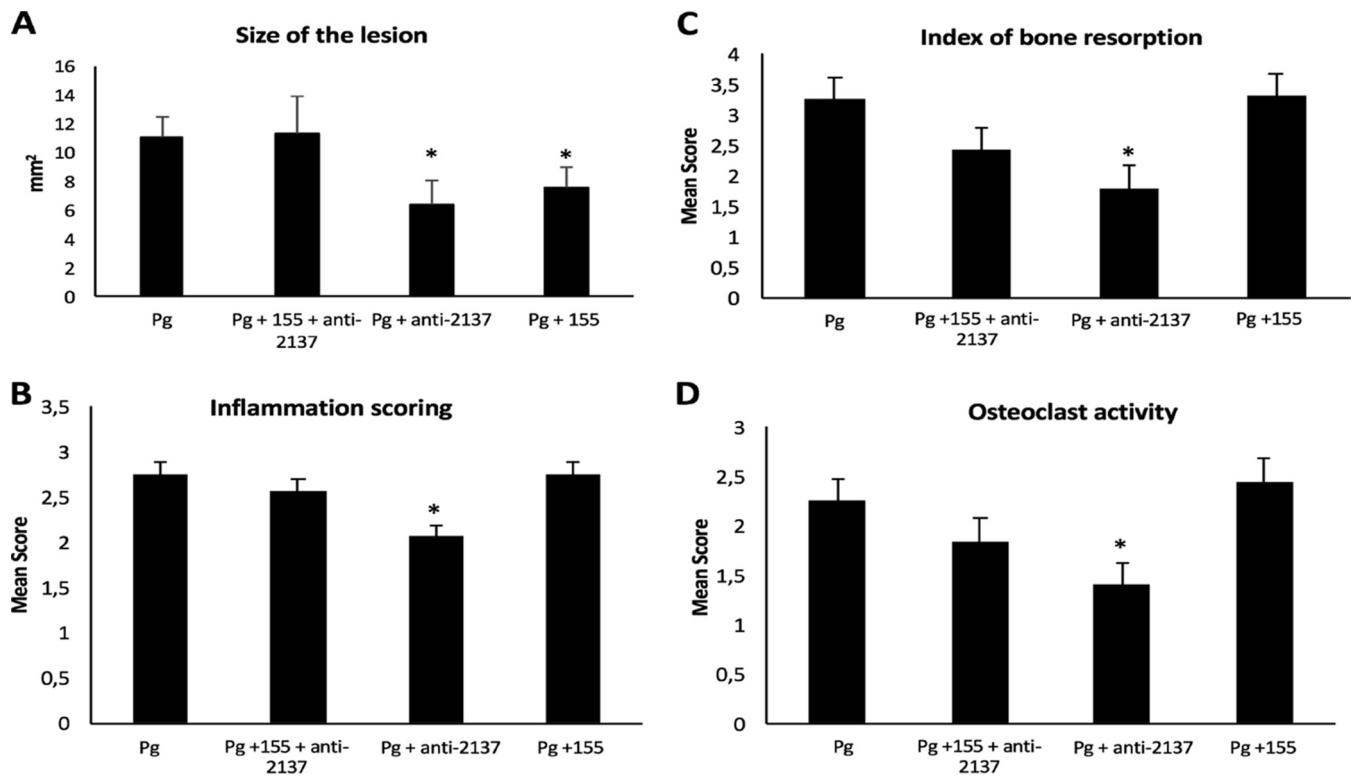 A
Size of the lesion
16
14
12
10
8
6
4
2
0
mm²
* *
Pg Pg + 155 + anti- Pg + anti-2137 Pg + 155
2137
B
Inflammation scoring
3,5
3
2,5
2
1,5
1
0,5
0
Mean Score
*
Pg Pg +155 + anti- Pg + anti-2137 Pg +155
2137
C
Index of bone resorption
4
3,5
3
2,5
2
1,5
1
0,5
0
Mean Score
*
Pg Pg +155 + anti- Pg + anti-2137 Pg +155
2137
D
Osteoclast activity
3
2,5
2
1,5
1
0,5
0
Mean Score
*
Pg Pg +155 + anti- Pg + anti-2137 Pg +155
2137